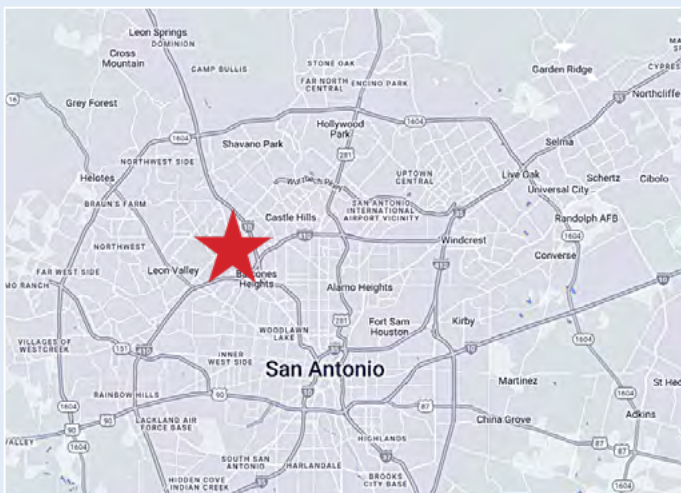 Leon Springs
DOMINION
Cross
Mountain
CAMP BULLIS
STONE OAK
FAR NORTH
CENTRAL
ENCINO PARK
Garden Ridge
CYPRES
Northcliffe
16
Grey Forest
1604
Hollywood
Park
1604
Shavano Park
281
Selma
NORTHWEST SIDE
Helotes
Wurzbach Pkwy
UPTOWN
CENTRAL
Live Oak
Schertz
Cibolo
Universal City
BRAUN'S FARM
SAN ANTONIO
INTERNATIONAL
AIRPORT VICINITY
Castle Hills
Randolph AFB
NORTHWEST
Windcrest
Converse
FAR WEST SIDE
Leon Valley
Heights
MO RANCH
Alamo Heights
1604
281
Fort Sam
Houston
Kirby
WOODLAWN
LAKE
VILLAGES OF
WESTCREEK
151
INNER
WEST SIDE
San Antonio
Martinez
St Hed
RAINBOW HILLS
90
1604
87
Adkins
LACKLAND AIR
FORCE BASE
China Grove
90
87
VALLEY
1604
HIGHLANDS
SOUTH SAN
ANTONIO
HARLANDALE
BROOKS
CITY BASE
HIDDEN COVE
INDIAN CREEK